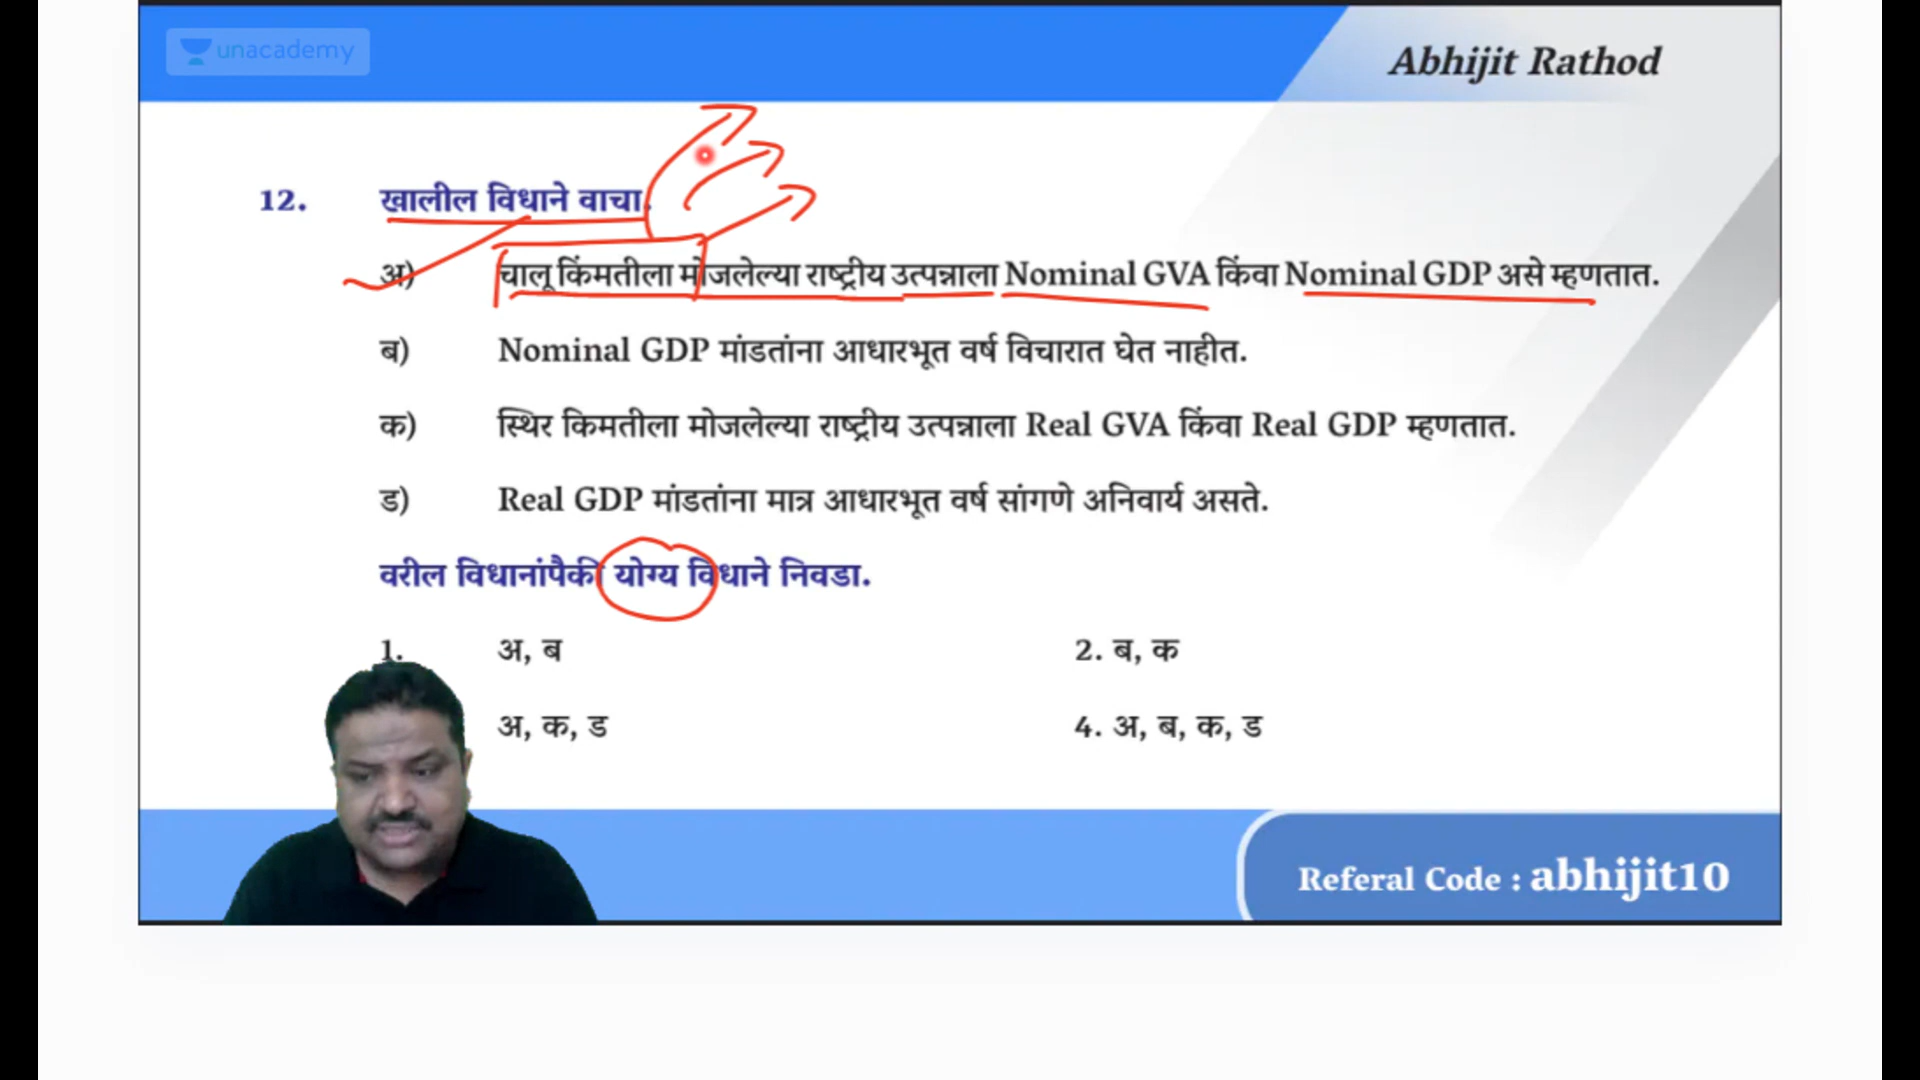 unacademy
Abhijit Rathod
12. खालील विधाने वाचा.
अ) चालू किंमतीला मोजलेल्या राष्ट्रीय उत्पन्नाला Nominal GVA किंवा Nominal GDP असे म्हणतात.
ब) Nominal GDP मांडतांना आधारभूत वर्ष विचारात घेत नाहीत.
क) स्थिर किमतीला मोजलेल्या राष्ट्रीय उत्पन्नाला Real GVA किंवा Real GDP म्हणतात.
ड) Real GDP मांडतांना मात्र आधारभूत वर्ष सांगणे अनिवार्य असते.
वरील विधानांपैकी योग्य विधाने निवडा.
1. अ, ब 2. ब, क
अ, क, ड 4. अ, ब, क, ड
Referal Code : abhijit10